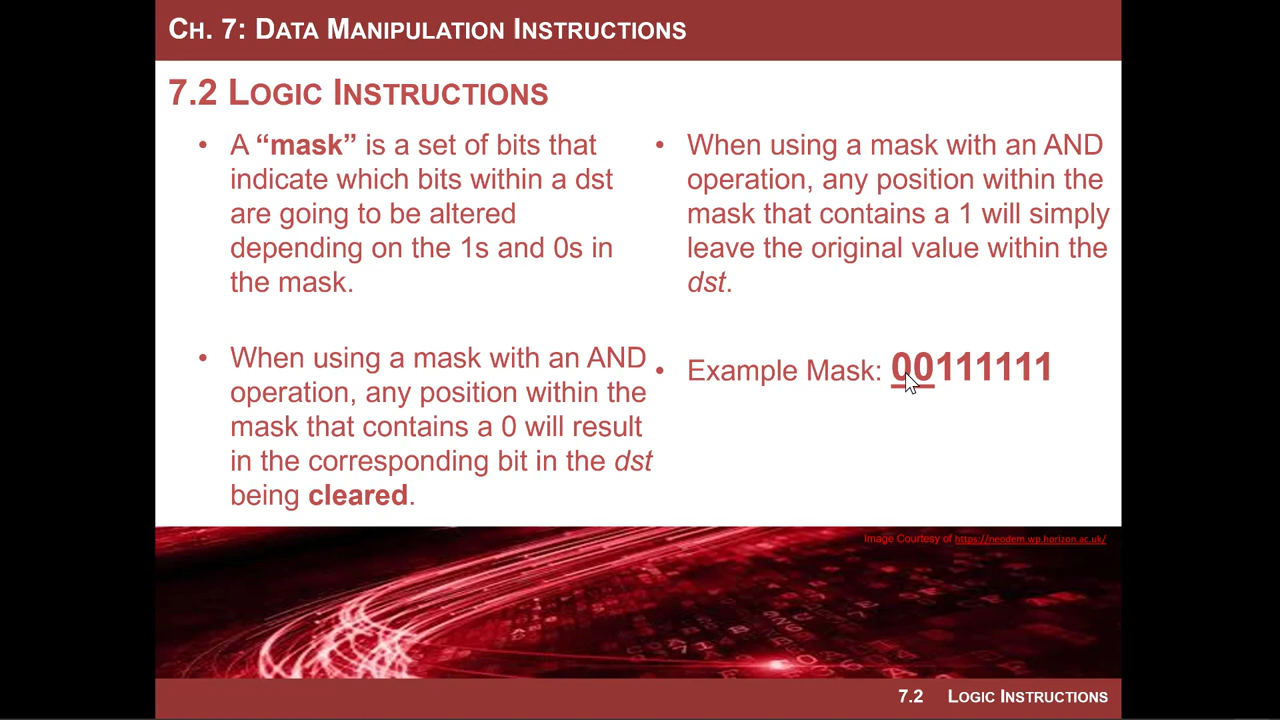 CH. 7: DATA MANIPULATION INSTRUCTIONS
7.2 LOGIC INSTRUCTIONS
• A “mask” is a set of bits that
indicate which bits within a dst
are going to be altered
depending on the 1s and 0s in
the mask.
• When using a mask with an AND
operation, any position within the
mask that contains a 0 will result
in the corresponding bit in the dst
being cleared.
• When using a mask with an AND
operation, any position within the
mask that contains a 1 will simply
leave the original value within the
dst.
• Example Mask: 00111111
Image Courtesy of https://neodem.wp.horizon.ac.uk/
7.2 LOGIC INSTRUCTIONS